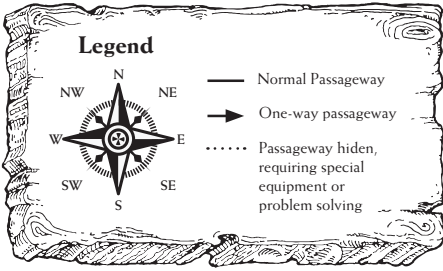 Legend
N
NW NE
W E
SW SE
S
Normal Passageway
One-way passageway
Passageway hiden,
requiring special
equipment or
problem solving